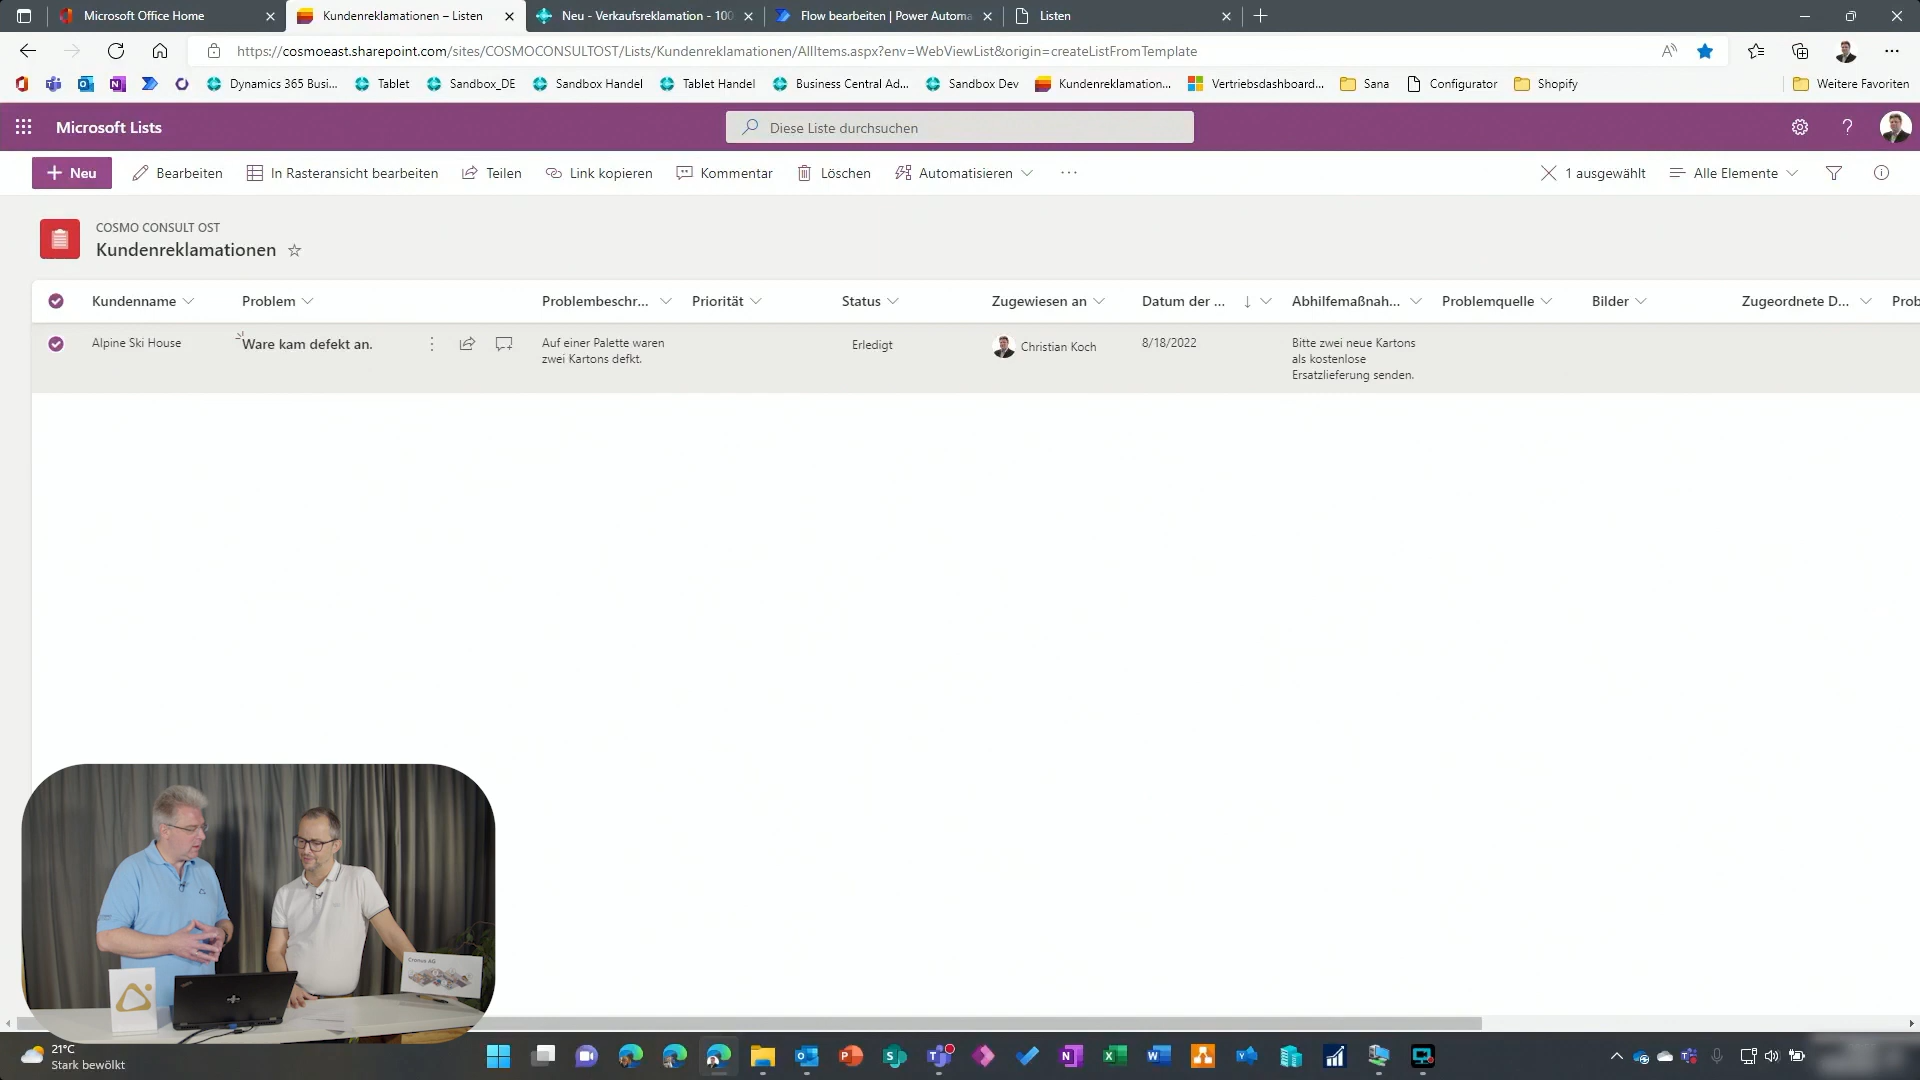 Microsoft Office Home
Kundenreklamationen – Listen
Neu - Verkaufsreklamation - 100
Flow bearbeiten | Power Automa
Listen
https://cosmoeast.sharepoint.com/sites/COSMOCONSULTOST/Lists/Kundenreklamationen/AllItems.aspx?env=WebViewList&origin=createListFromTemplate
Dynamics 365 Busi...
Tablet
Sandbox_DE
Sandbox Handel
Tablet Handel
Business Central Ad...
Sandbox Dev
Kundenreklamation...
Vertriebsdashboard...
Sana
Configurator
Shopify
Weitere Favoriten
Microsoft Lists
Diese Liste durchsuchen
Neu
Bearbeiten
In Rasteransicht bearbeiten
Teilen
Link kopieren
Kommentar
Löschen
Automatisieren
1 ausgewählt
Alle Elemente
COSMO CONSULT OST
Kundenreklamationen
Kundenname
Problem
Problembeschr...
Priorität
Status
Zugewiesen an
Datum der ...
Abhilfemaßnah...
Problemquelle
Bilder
Zugeordnete D...
Prob
Alpine Ski House
Ware kam defekt an.
Auf einer Palette waren
zwei Kartons defkt.
Erledigt
Christian Koch
8/18/2022
Bitte zwei neue Kartons
als kostenlose
Ersatzlieferung senden.
Cronus AG
21°C
Stark bewölkt